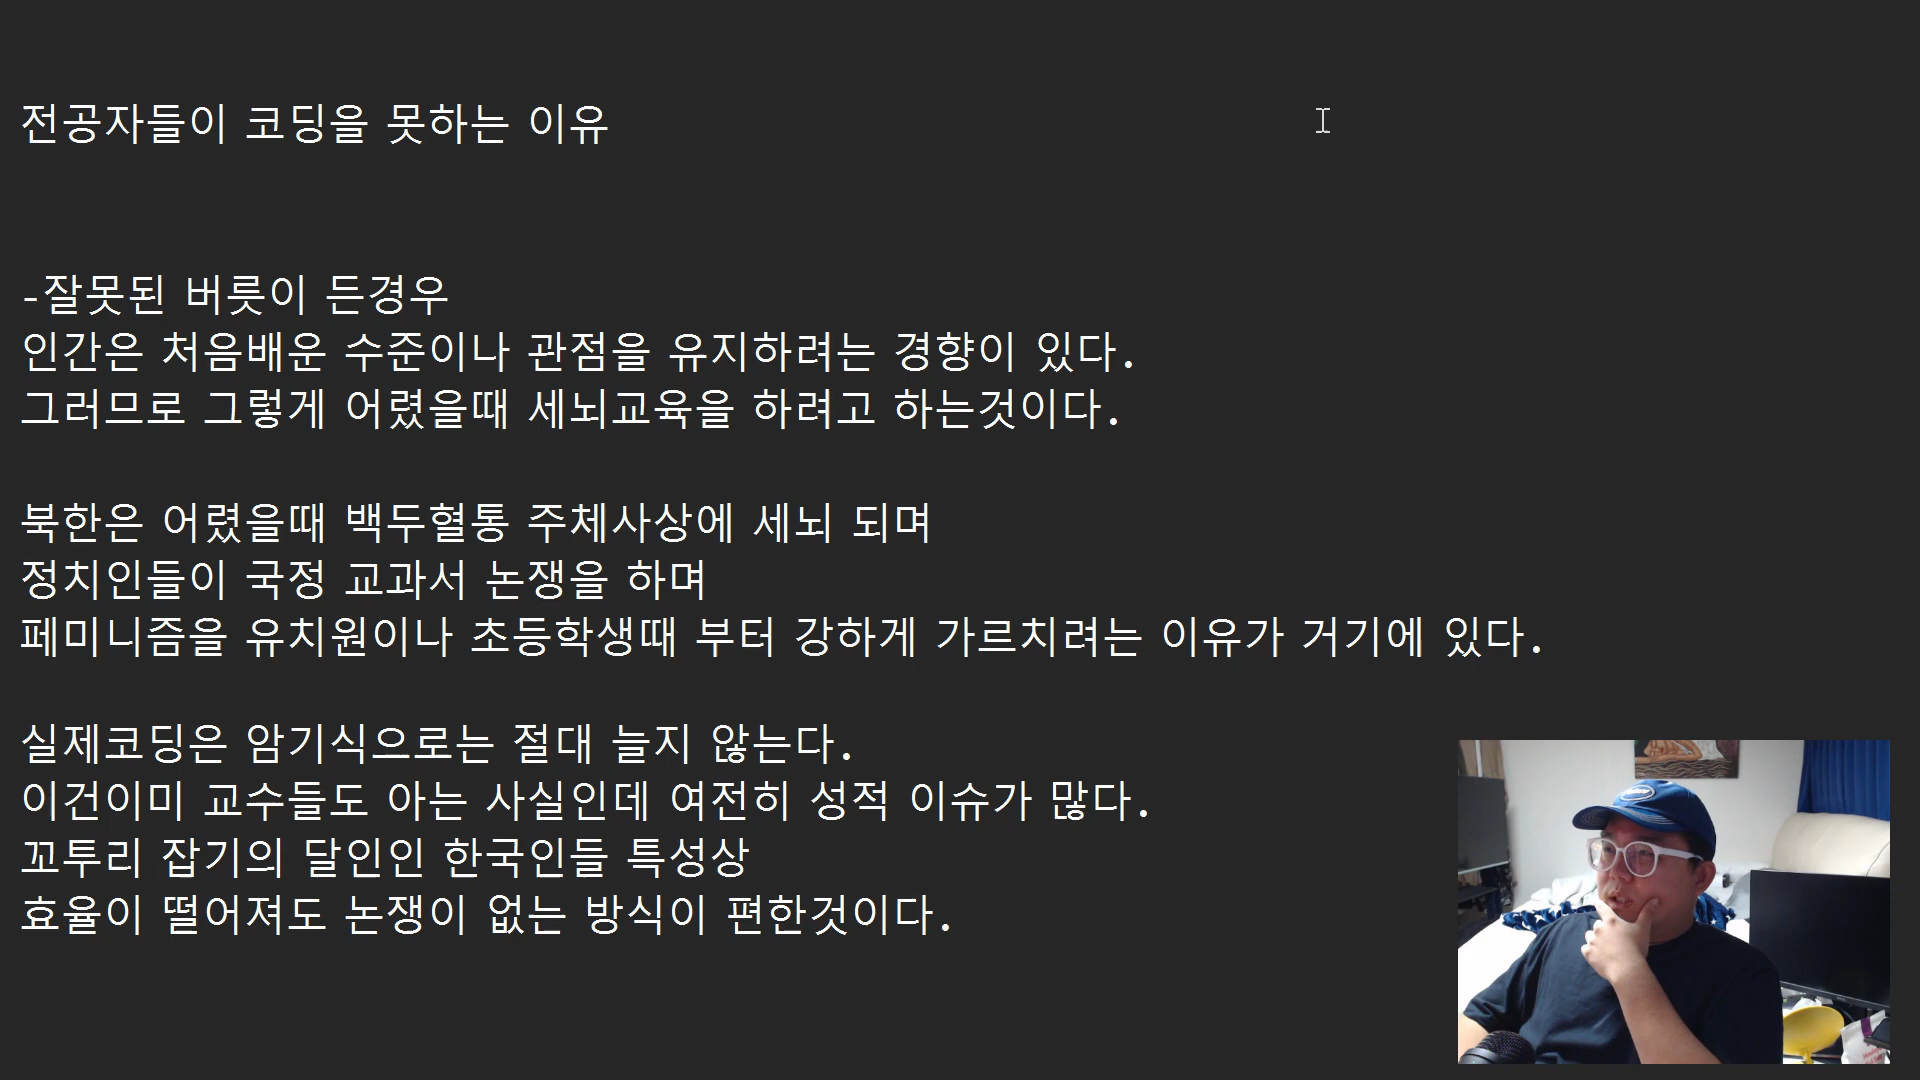 전공자들이 코딩을 못하는 이유
-잘못된 버릇이 든경우
인간은 처음배운 수준이나 관점을 유지하려는 경향이 있다.
그러므로 그렇게 어렸을때 세뇌교육을 하려고 하는것이다.
북한은 어렸을때 백두혈통 주체사상에 세뇌 되며
정치인들이 국정 교과서 논쟁을 하며
페미니즘을 유치원이나 초등학생때 부터 강하게 가르치려는 이유가 거기에 있다.
실제코딩은 암기식으로는 절대 늘지 않는다.
이건이미 교수들도 아는 사실인데 여전히 성적 이슈가 많다.
꼬투리 잡기의 달인인 한국인들 특성상
효율이 떨어져도 논쟁이 없는 방식이 편한것이다.